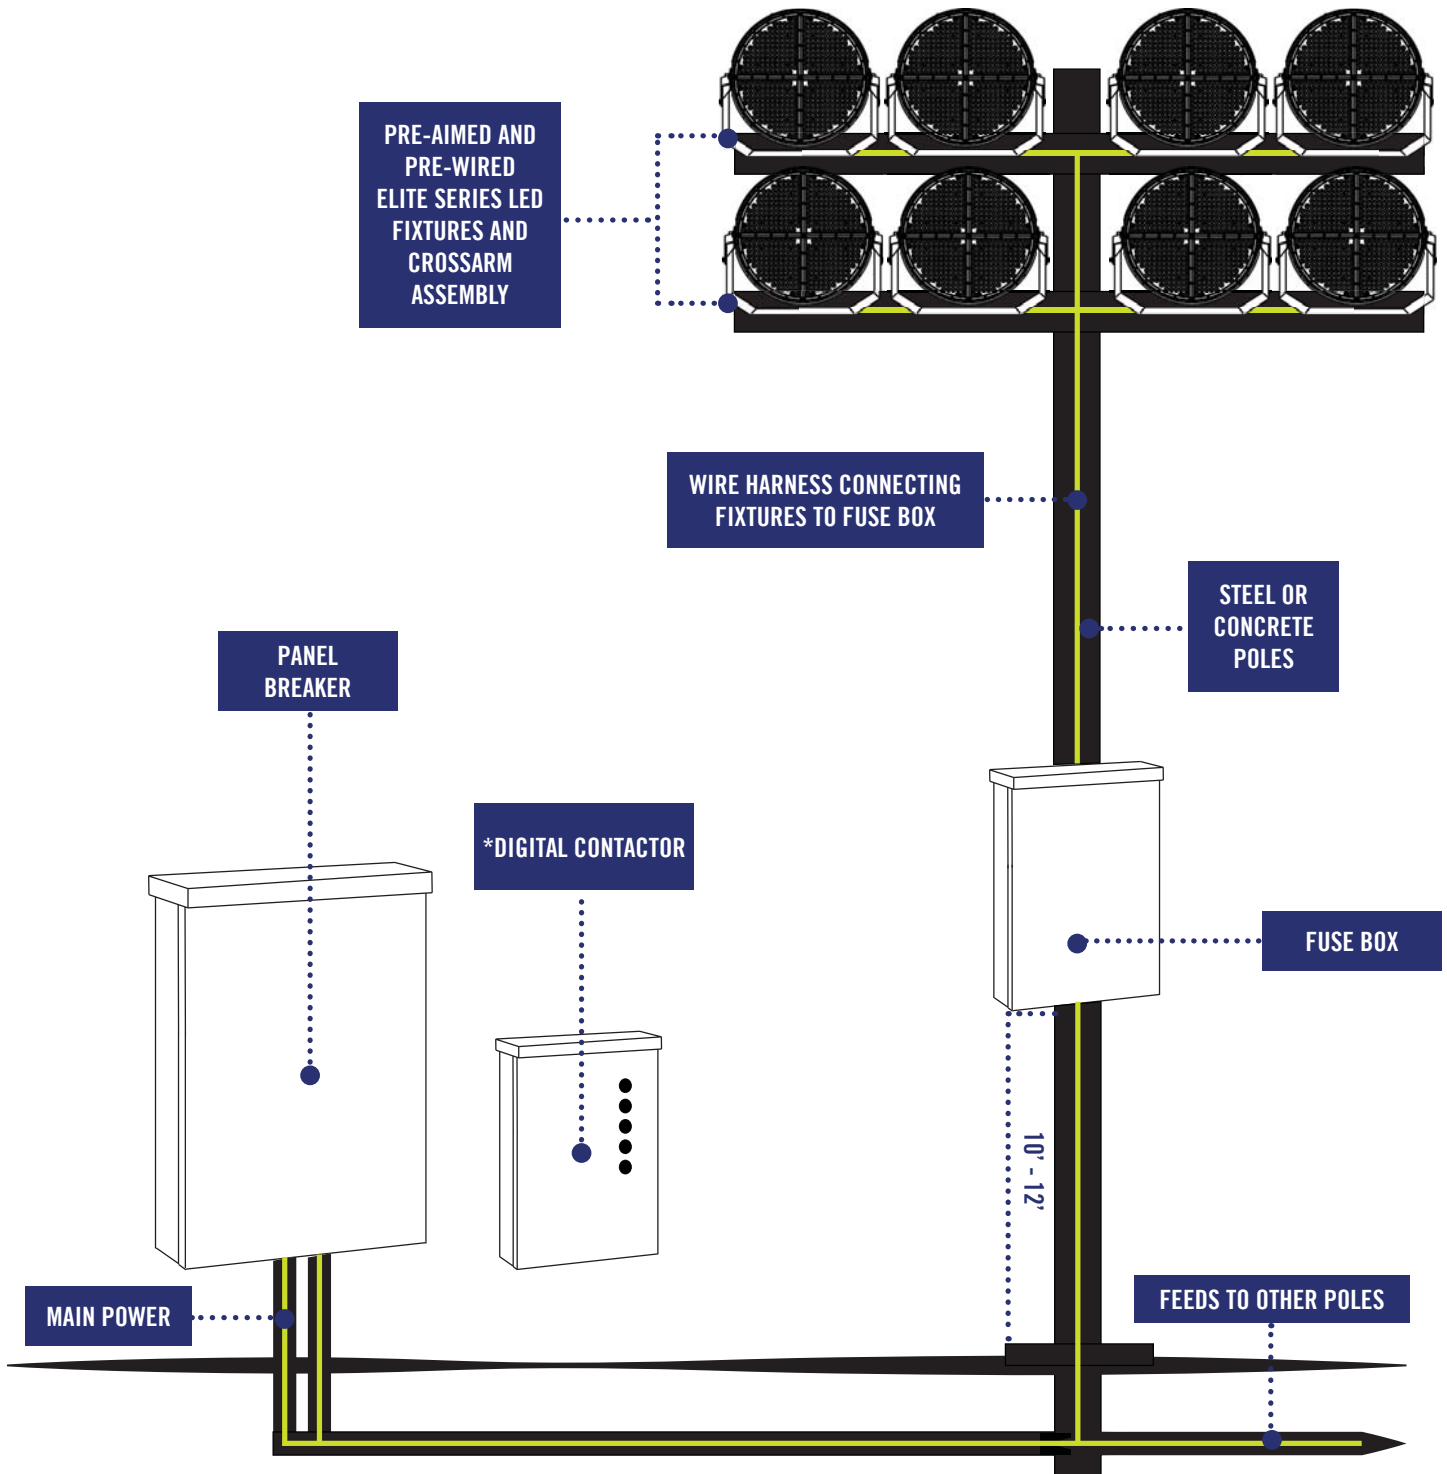 PRE-AIMED AND
PRE-WIRED
ELITE SERIES LED
FIXTURES AND
CROSSARM
ASSEMBLY
WIRE HARNESS CONNECTING
FIXTURES TO FUSE BOX
STEEL OR
CONCRETE
POLES
PANEL
BREAKER
*DIGITAL CONTACTOR
FUSE BOX
10' - 12'
MAIN POWER
FEEDS TO OTHER POLES